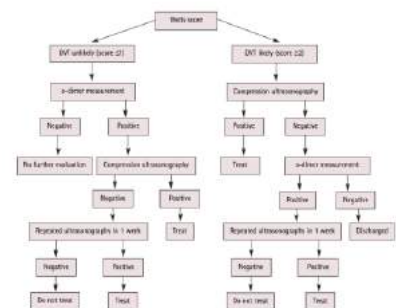 Wells score
DVT unlikely (score ≤1)
DVT likely (score ≥2)
D-dimer measurement
Compression ultrasonography
Negative
Positive
Positive
Negative
No further evaluation
Compression ultrasonography
Treat
D-dimer measurement
Negative
Positive
Positive
Negative
Repeated ultrasonography in 1 week
Treat
Repeated ultrasonography in 1 week
Discharged
Negative
Positive
Negative
Positive
Do not treat
Treat
Do not treat
Treat